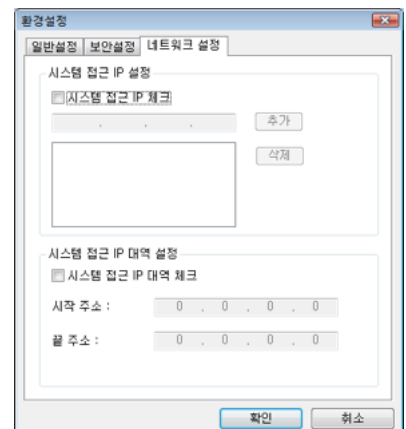 환경설정
일반설정 보안설정 네트워크 설정
시스템 접근 IP 설정
시스템 접근 IP 체크
. . .
추가
삭제
시스템 접근 IP 대역 설정
시스템 접근 IP 대역 체크
시작 주소 : 0 . 0 . 0 . 0
끝 주소 : 0 . 0 . 0 . 0
확인 취소